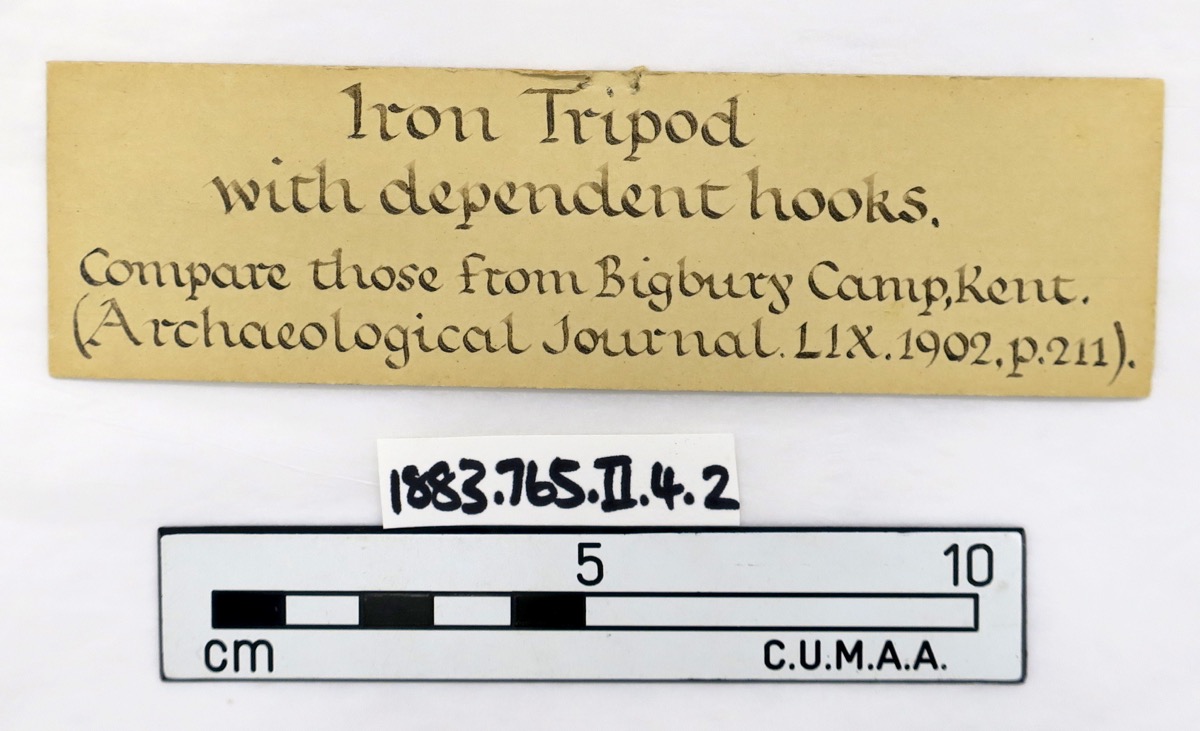 Iron Tripod
with dependent hooks.
Compare those from Bigbury Camp, Kent.
(Archaeological Journal. LIX. 1902. p. 211).
1883.765.II.4.2
5 10
cm C.U.M.A.A.